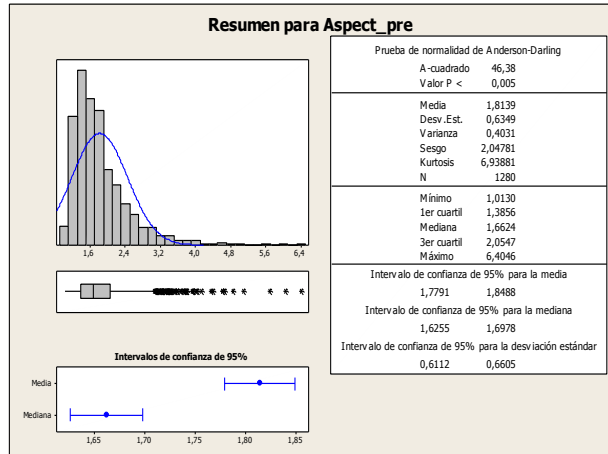 Resumen para Aspect_pre
1,6 2,4 3,2 4,0 4,8 5,6 6,4
Intervalos de confianza de 95%
Media
Mediana
1,65 1,70 1,75 1,80 1,85
Prueba de normalidad de Anderson-Darling
A-cuadrado 46,38
Valor P < 0,005
Media 1,8139
Desv.Est. 0,6349
Varianza 0,4031
Sesgo 2,04781
Kurtosis 6,93881
N 1280
Mínimo 1,0130
1er cuartil 1,3856
Mediana 1,6624
3er cuartil 2,0547
Máximo 6,4046
Intervalo de confianza de 95% para la media
1,7791 1,8488
Intervalo de confianza de 95% para la mediana
1,6255 1,6978
Intervalo de confianza de 95% para la desviación estándar
0,6112 0,6605